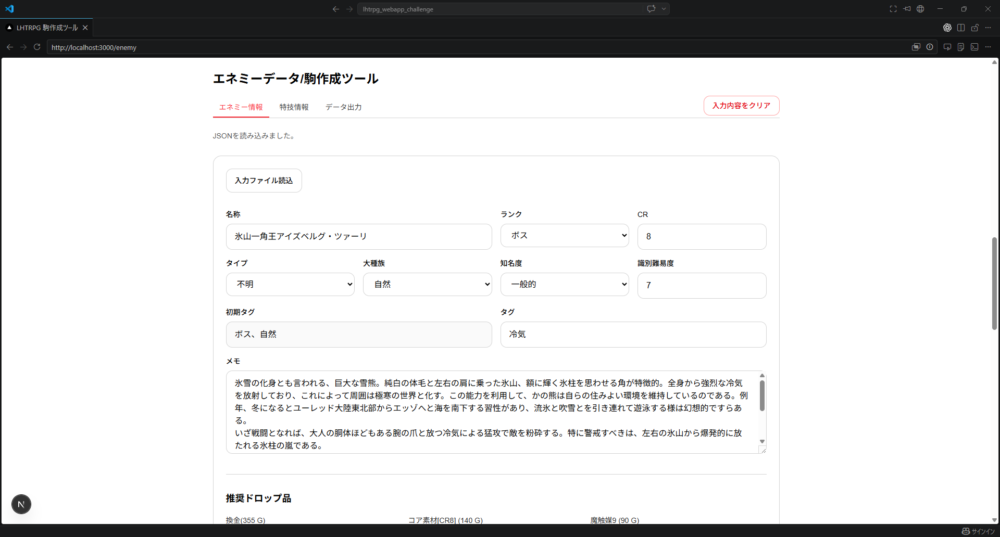 lhtrpg_webapp_challenge
LHTRPG 駒作成ツール
http://localhost:3000/enemy
エネミーデータ/駒作成ツール
エネミー情報
特技情報
データ出力
入力内容をクリア
JSONを読み込みました。
入力ファイル読込
名称
ランク
CR
氷山一角王アイズベルグ・ツァーリ
ボス
8
タイプ
大種族
知名度
識別難易度
不明
自然
一般的
7
初期タグ
タグ
ボス、自然
冷気
メモ
氷雪の化身とも言われる、巨大な雪熊。純白の体毛と左右の肩に乗った氷山、額に輝く氷柱を思わせる角が特徴的。全身から強烈な冷気
を放射しており、これによって周囲は極寒の世界と化す。この能力を利用して、かの熊は自らの住みよい環境を維持しているのである。例
年、冬になるとユーレッド大陸東北部からエッゾへと海を南下する習性があり、流氷と吹雪とを引き連れて遊泳する様は幻想的ですらあ
る。
いざ戦闘となれば、大人の胴体ほどもある腕の爪と放つ冷気による猛攻で敵を粉砕する。特に警戒すべきは、左右の氷山から爆発的に放
たれる氷柱の嵐である。
推奨ドロップ品
換金(355 G)
コア素材[CR8] (140 G)
魔触媒9 (90 G)
N
サインイン